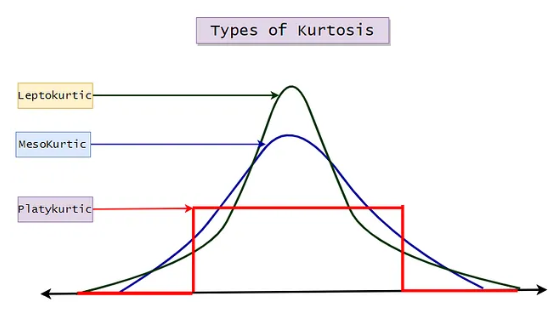 Types of Kurtosis
Leptokurtic
MesoKurtic
Platykurtic